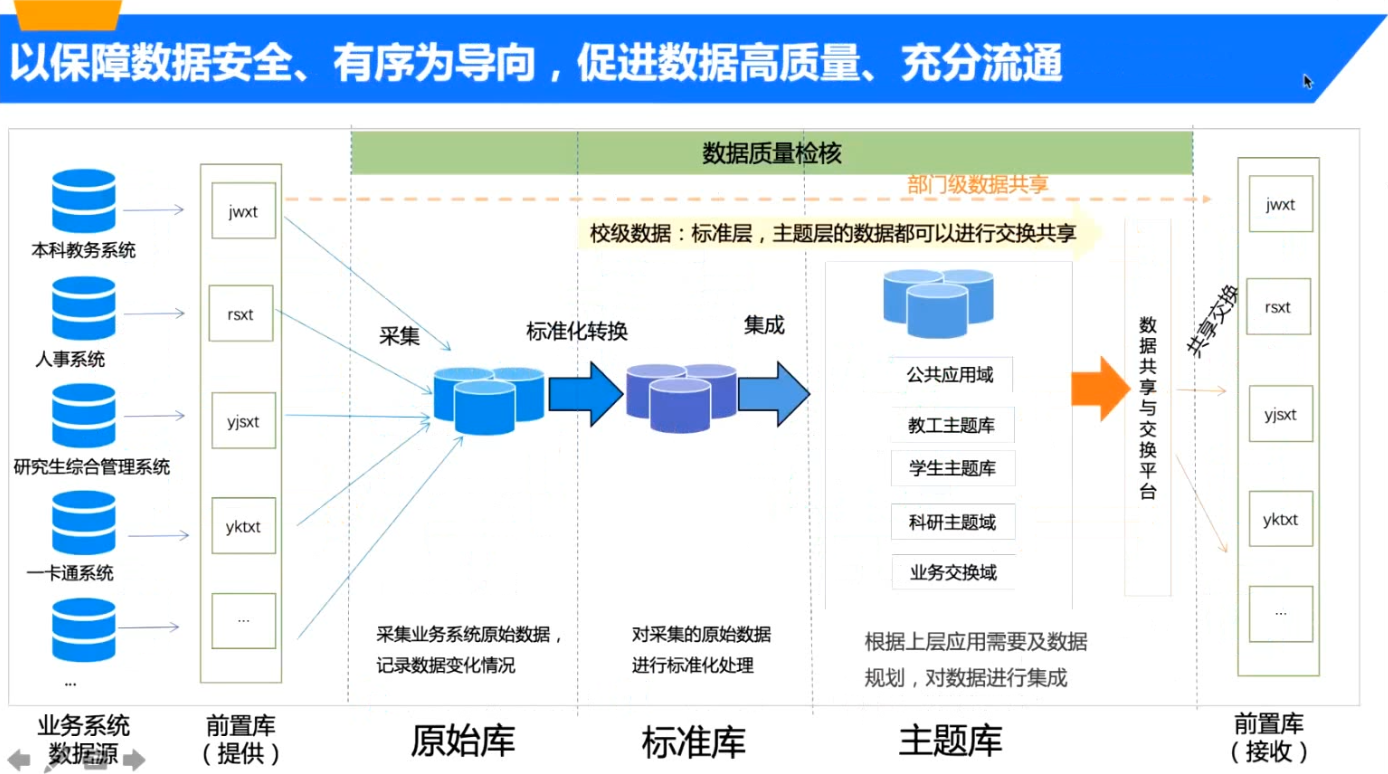 以保障数据安全、有序为导向，促进数据高质量、充分流通
数据质量检核
部门级数据共享
校级数据：标准层，主题层的数据都可以进行交换共享
本科教务系统
人事系统
研究生综合管理系统
一卡通系统
...
业务系统
数据源
jwxt
rsxt
yjsxt
yktxt
...
前置库
（提供）
采集
采集业务系统原始数据，
记录数据变化情况
原始库
标准化转换
对采集的原始数据
进行标准化处理
标准库
集成
公共应用域
教工主题库
学生主题库
科研主题域
业务交换域
根据上层应用需要及数据
规划，对数据进行集成
主题库
数据共享与交换平台
共享交换
jwxt
rsxt
yjsxt
yktxt
...
前置库
（接收）